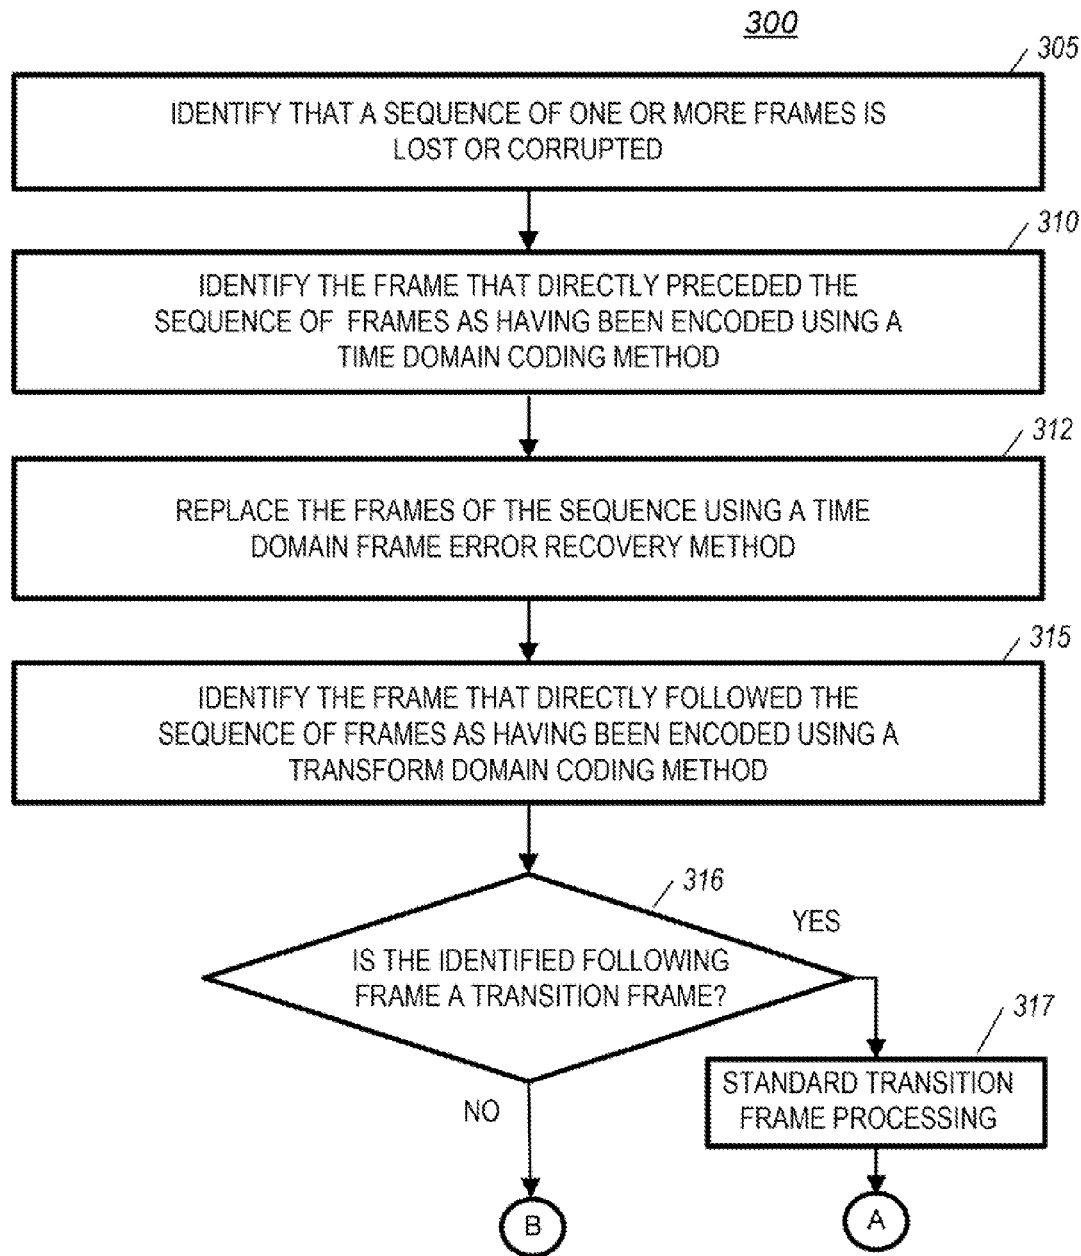 300
305
IDENTIFY THAT A SEQUENCE OF ONE OR MORE FRAMES IS
LOST OR CORRUPTED
310
IDENTIFY THE FRAME THAT DIRECTLY PRECEDED THE
SEQUENCE OF FRAMES AS HAVING BEEN ENCODED USING A
TIME DOMAIN CODING METHOD
312
REPLACE THE FRAMES OF THE SEQUENCE USING A TIME
DOMAIN FRAME ERROR RECOVERY METHOD
315
IDENTIFY THE FRAME THAT DIRECTLY FOLLOWED THE
SEQUENCE OF FRAMES AS HAVING BEEN ENCODED USING A
TRANSFORM DOMAIN CODING METHOD
316
YES
IS THE IDENTIFIED FOLLOWING
FRAME A TRANSITION FRAME?
317
STANDARD TRANSITION
FRAME PROCESSING
NO
B
A